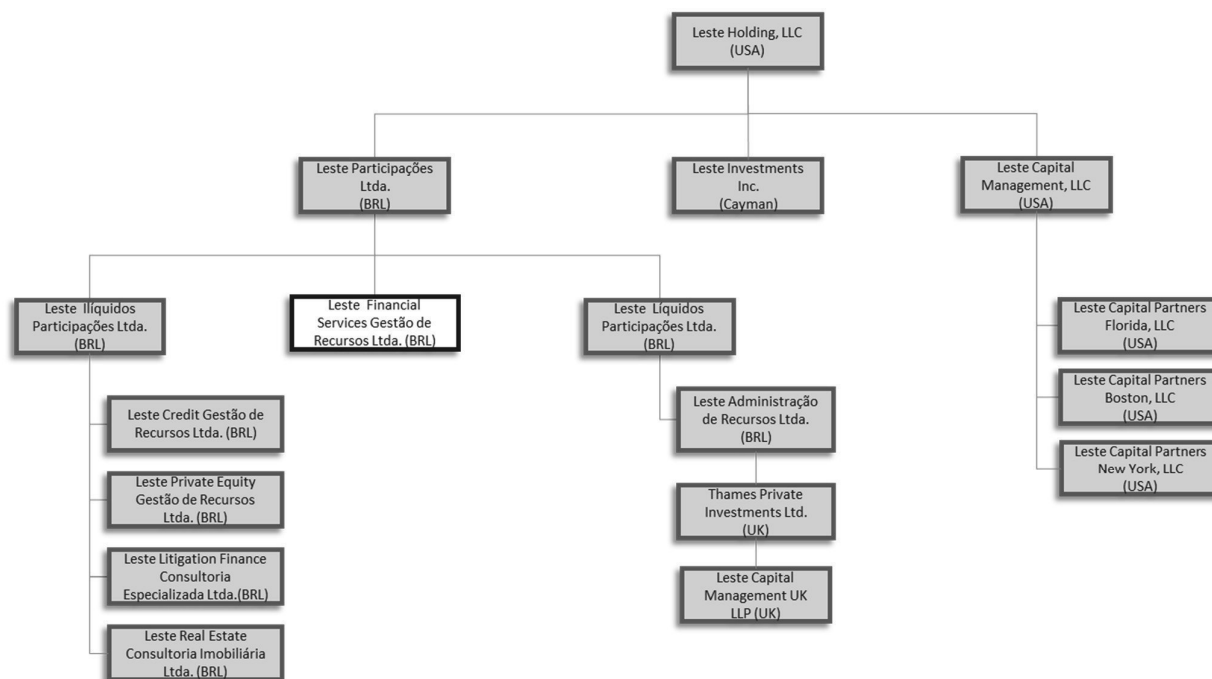 Leste Holding, LLC
(USA)
Leste Participações
Ltda.
(BRL)
Leste Investments
Inc.
(Cayman)
Leste Capital
Management, LLC
(USA)
Leste Ilíquidos
Participações Ltda.
(BRL)
Leste Financial
Services Gestão de
Recursos Ltda. (BRL)
Leste Líquidos
Participações Ltda.
(BRL)
Leste Capital Partners
Florida, LLC
(USA)
Leste Credit Gestão de
Recursos Ltda. (BRL)
Leste Administração
de Recursos Ltda.
(BRL)
Leste Capital Partners
Boston, LLC
(USA)
Leste Private Equity
Gestão de Recursos
Ltda. (BRL)
Thames Private
Investments Ltd.
(UK)
Leste Capital Partners
New York, LLC
(USA)
Leste Litigation Finance
Consultoria
Especializada Ltda.(BRL)
Leste Capital
Management UK
LLP (UK)
Leste Real Estate
Consultoria Imobiliária
Ltda. (BRL)